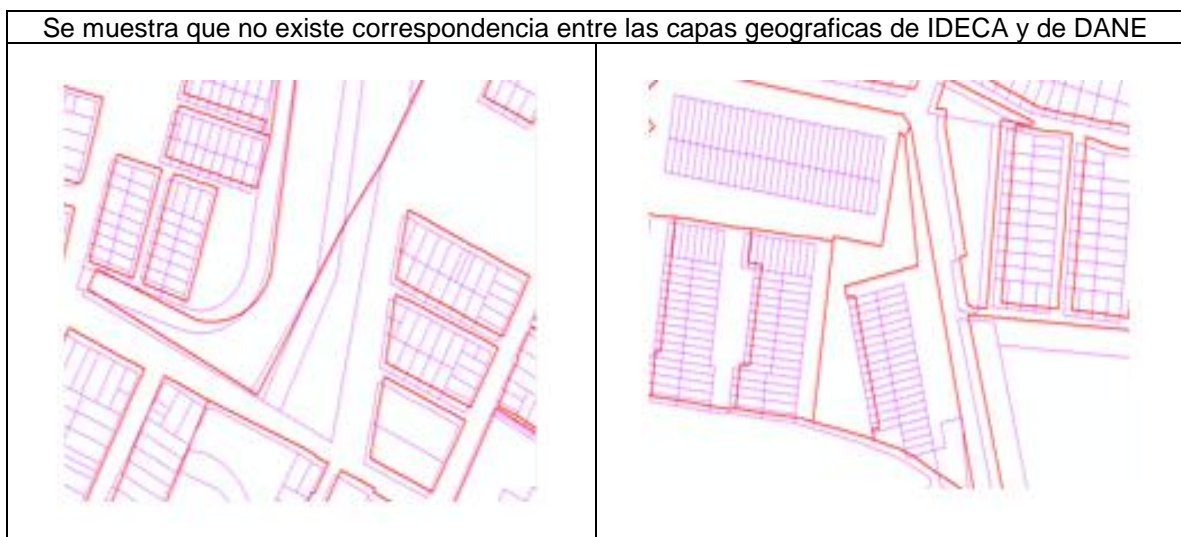 Se muestra que no existe correspondencia entre las capas geograficas de IDECA y de DANE